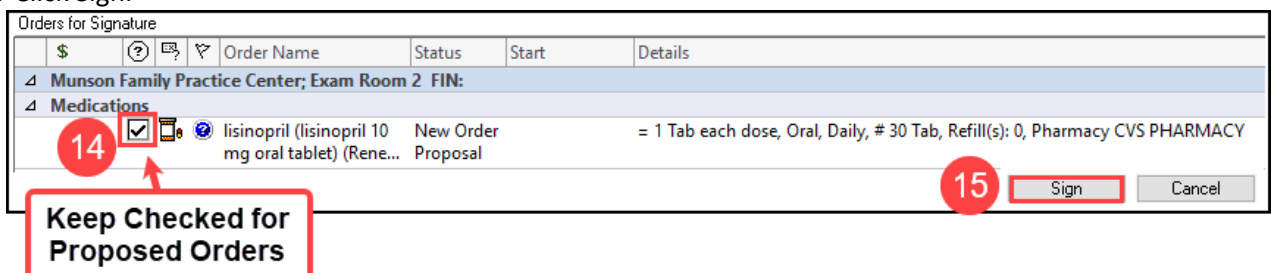 Click Sign.
Orders for Signature
$ Order Name Status Start Details
Munson Family Practice Center; Exam Room 2 FIN:
Medications
14 lisinopril (lisinopril 10 New Order = 1 Tab each dose, Oral, Daily, # 30 Tab, Refill(s): 0, Pharmacy CVS PHARMACY
mg oral tablet) (Rene... Proposal
15 Sign Cancel
Keep Checked for
Proposed Orders